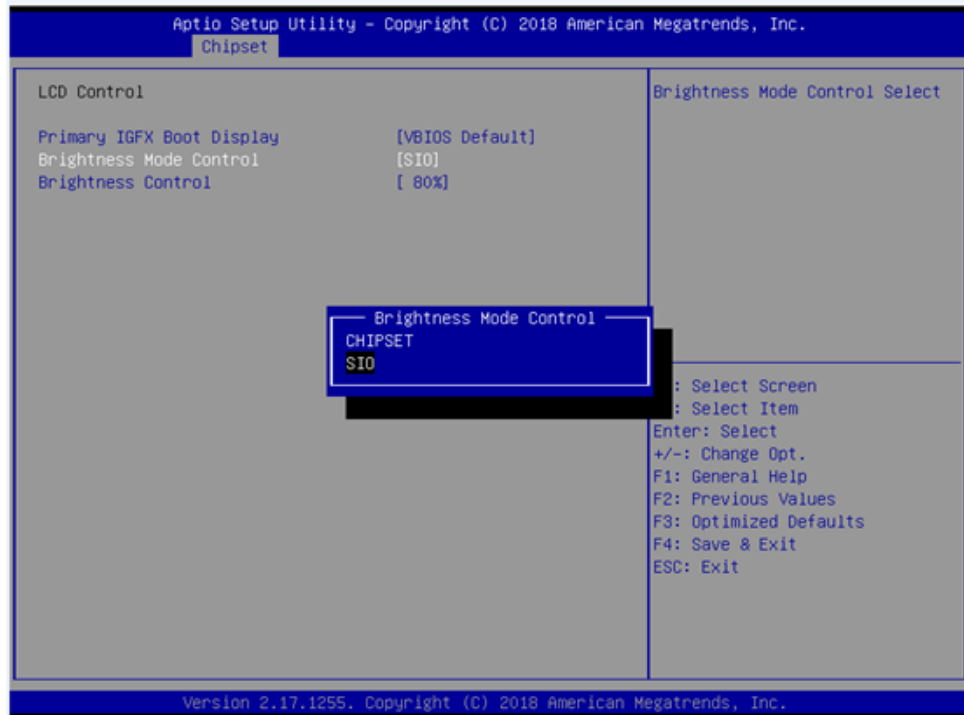 Aptio Setup Utility – Copyright (C) 2018 American Megatrends, Inc.
Chipset
LCD Control
Primary IGFX Boot Display [VBIOS Default]
Brightness Mode Control [SIO]
Brightness Control [ 80%]
Brightness Mode Control Select
Brightness Mode Control
CHIPSET
SIO
: Select Screen
: Select Item
Enter: Select
+/-: Change Opt.
F1: General Help
F2: Previous Values
F3: Optimized Defaults
F4: Save & Exit
ESC: Exit
Version 2.17.1255. Copyright (C) 2018 American Megatrends, Inc.